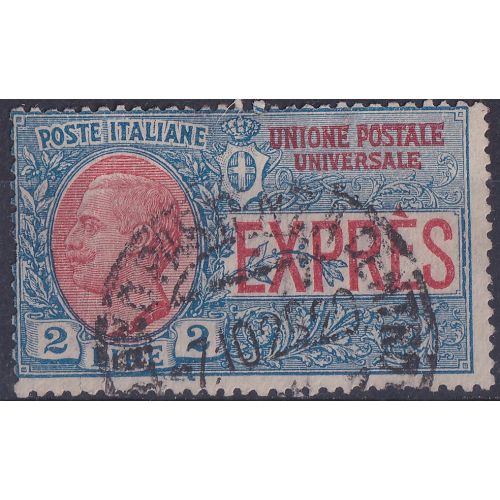 POSTE ITALIANE
UNIONE POSTALE
UNIVERSALE
EXPRÈS
2 LIRE 2